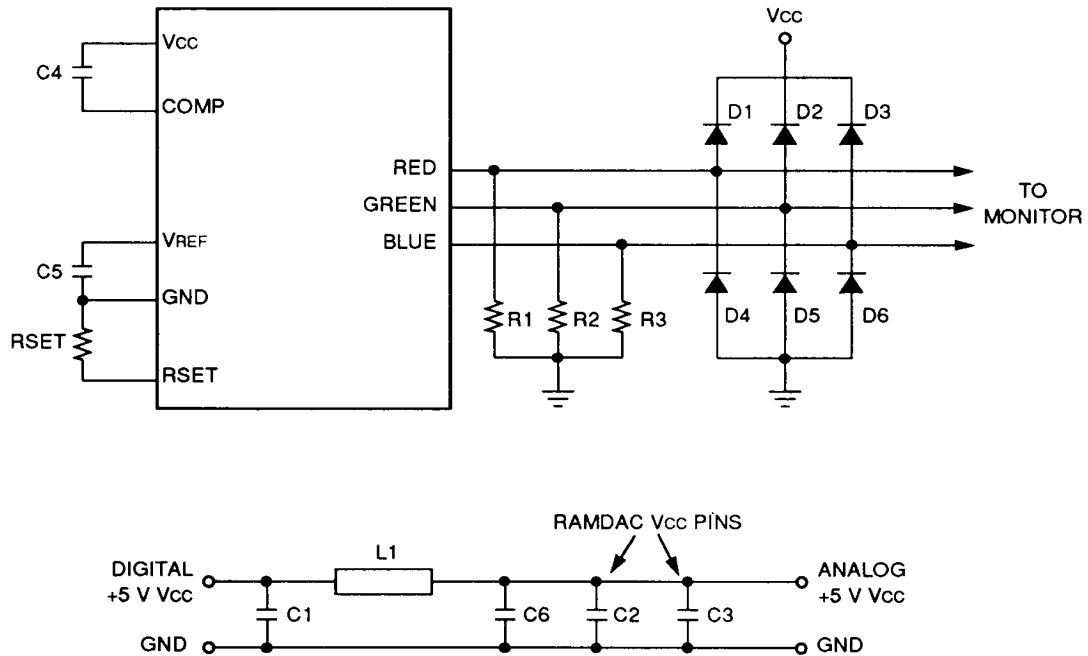 VCC
C4
COMP
VREF
C5
GND
RSET
RSET
RED
GREEN
BLUE
R1
R2
R3
VCC
D1
D2
D3
D4
D5
D6
TO
MONITOR
RAMDAC VCC PINS
DIGITAL
+5 V VCC
L1
ANALOG
+5 V VCC
C1
C6
C2
C3
GND
GND